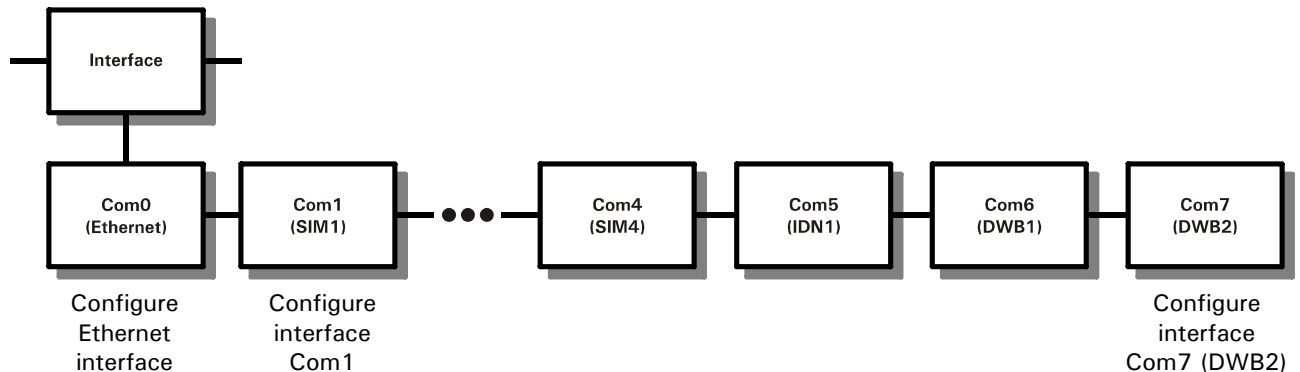 Interface
Com0
(Ethernet)
Com1
(SIM1)
Com4
(SIM4)
Com5
(IDN1)
Com6
(DWB1)
Com7
(DWB2)
Configure
Ethernet
interface
Configure
interface
Com1
Configure
interface
Com7 (DWB2)